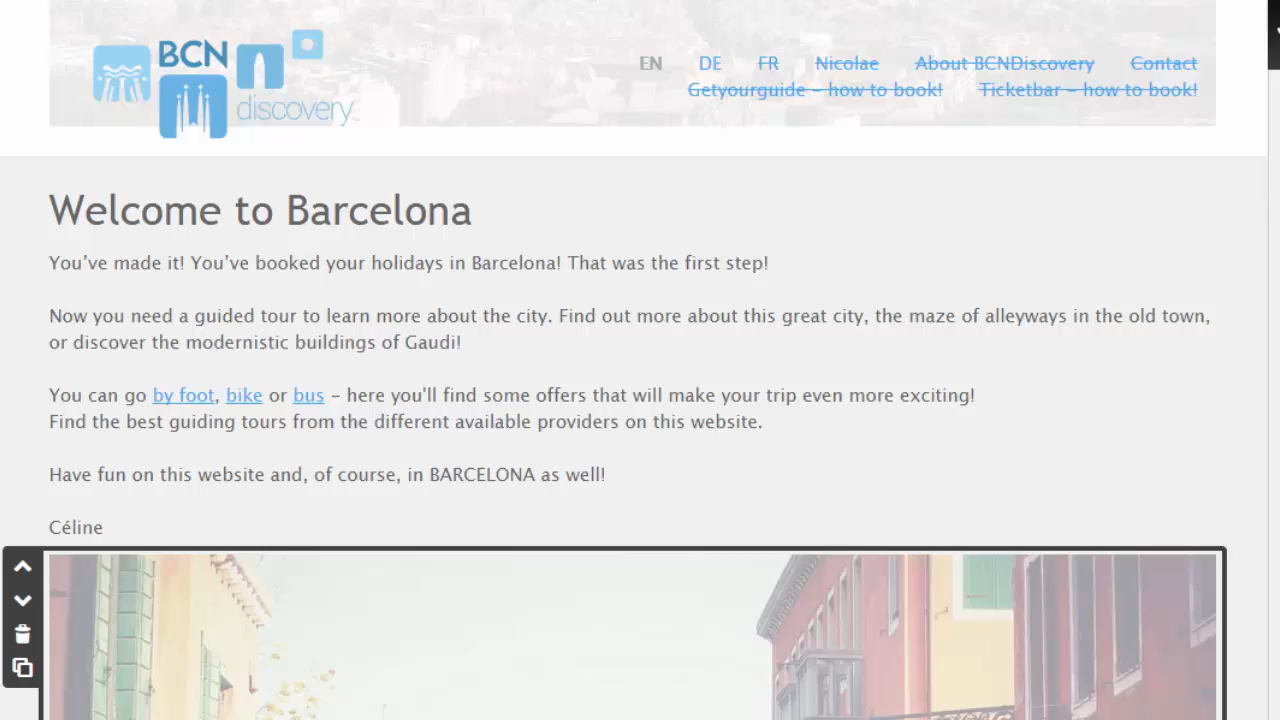 BCN
discovery
EN DE FR Nicolae About BCNDiscovery Contact
Getyourguide – how to book! Ticketbar – how to book!
Welcome to Barcelona
You’ve made it! You’ve booked your holidays in Barcelona! That was the first step!
Now you need a guided tour to learn more about the city. Find out more about this great city, the maze of alleyways in the old town,
or discover the modernistic buildings of Gaudi!
You can go by foot, bike or bus – here you'll find some offers that will make your trip even more exciting!
Find the best guiding tours from the different available providers on this website.
Have fun on this website and, of course, in BARCELONA as well!
Céline